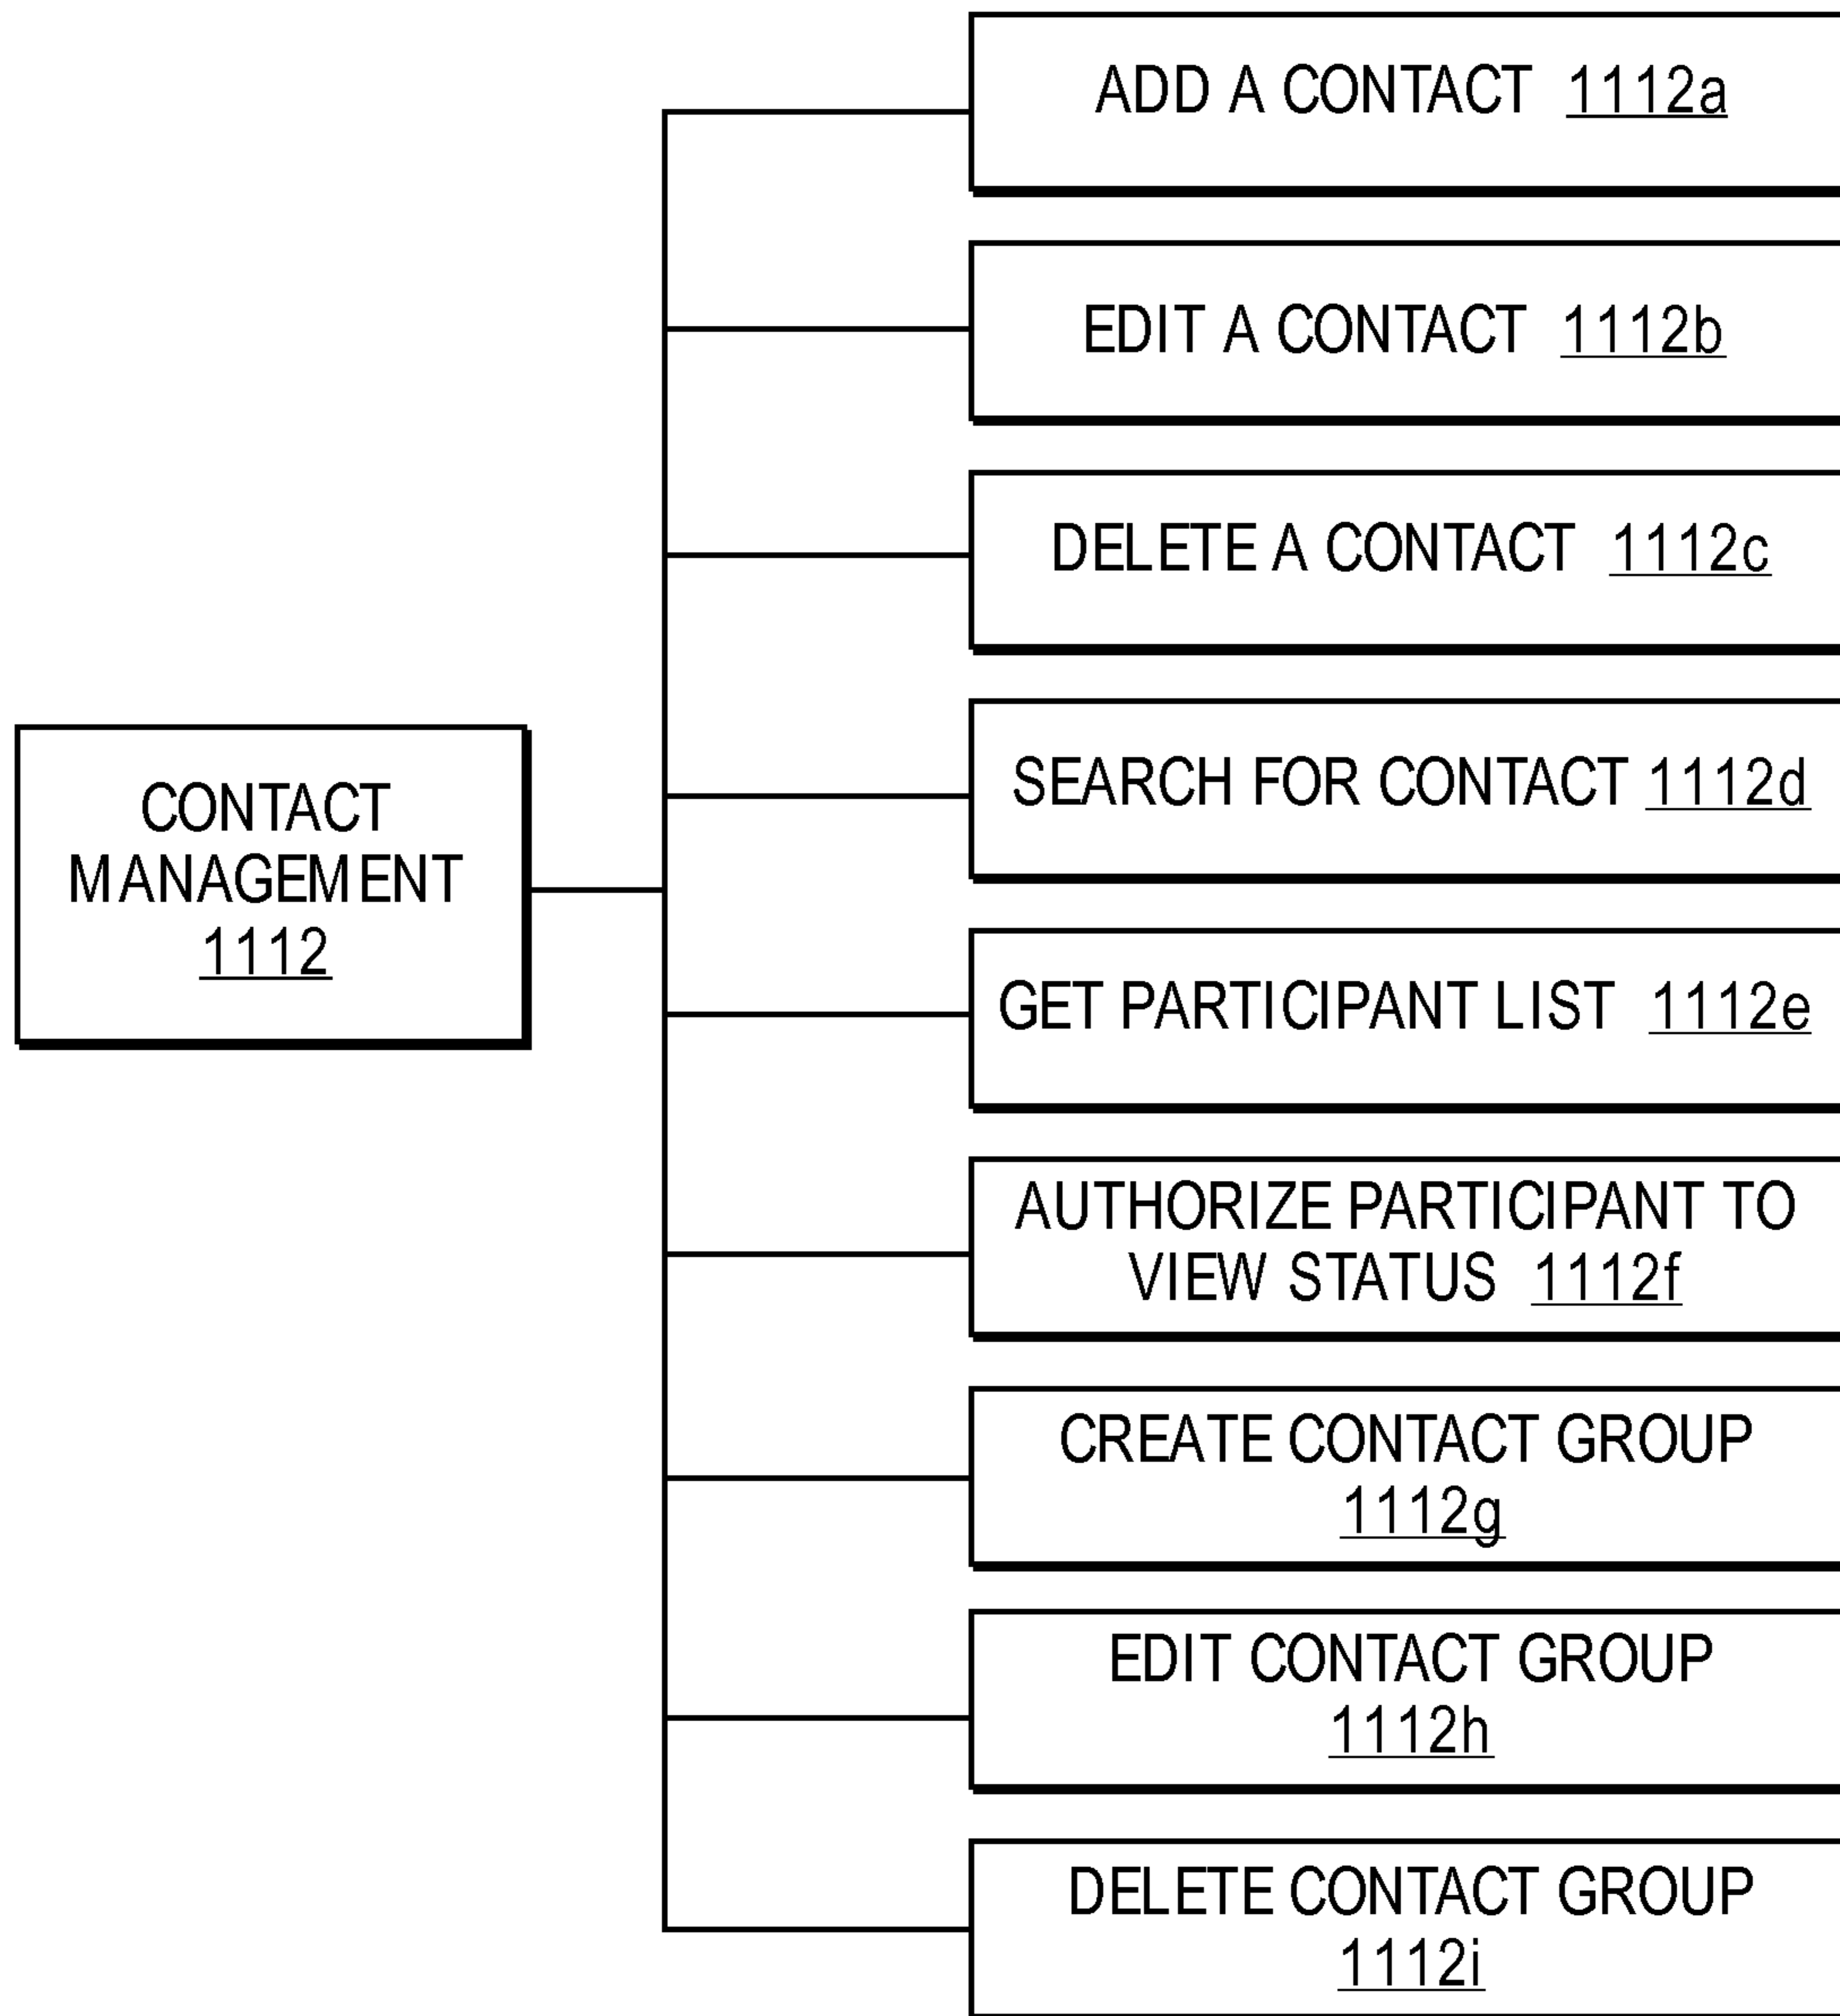 ADD A CONTACT 1112a
EDIT A CONTACT 1112b
DELETE A CONTACT 1112c
SEARCH FOR CONTACT 1112d
CONTACT
MANAGEMENT
1112
GET PARTICIPANT LIST 1112e
AUTHORIZE PARTICIPANT TO
VIEW STATUS 1112f
CREATE CONTACT GROUP
1112g
EDIT CONTACT GROUP
1112h
DELETE CONTACT GROUP
1112i